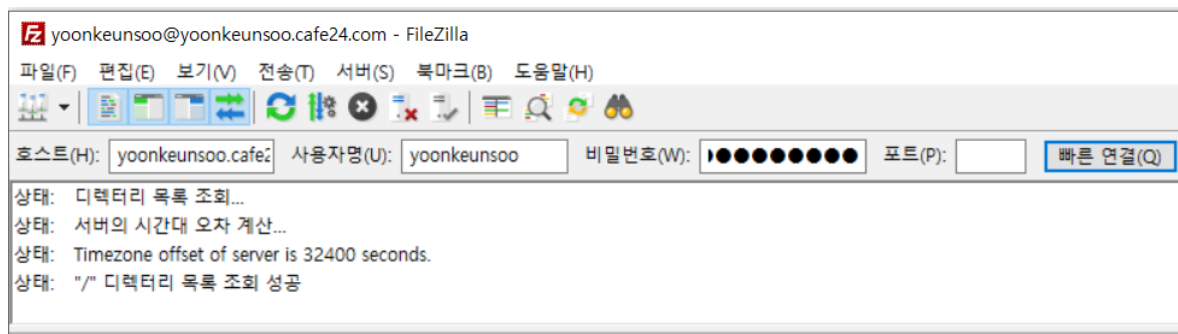 yoonkeunsoo@yoonkeunsoo.cafe24.com - FileZilla
파일(F) 편집(E) 보기(V) 전송(T) 서버(S) 북마크(B) 도움말(H)
호스트(H): yoonkeunsoo.cafe2 사용자명(U): yoonkeunsoo 비밀번호(W): ●●●●●●●●● 포트(P): 빠른 연결(Q)
상태: 디렉터리 목록 조회...
상태: 서버의 시간대 오차 계산...
상태: Timezone offset of server is 32400 seconds.
상태: "/" 디렉터리 목록 조회 성공